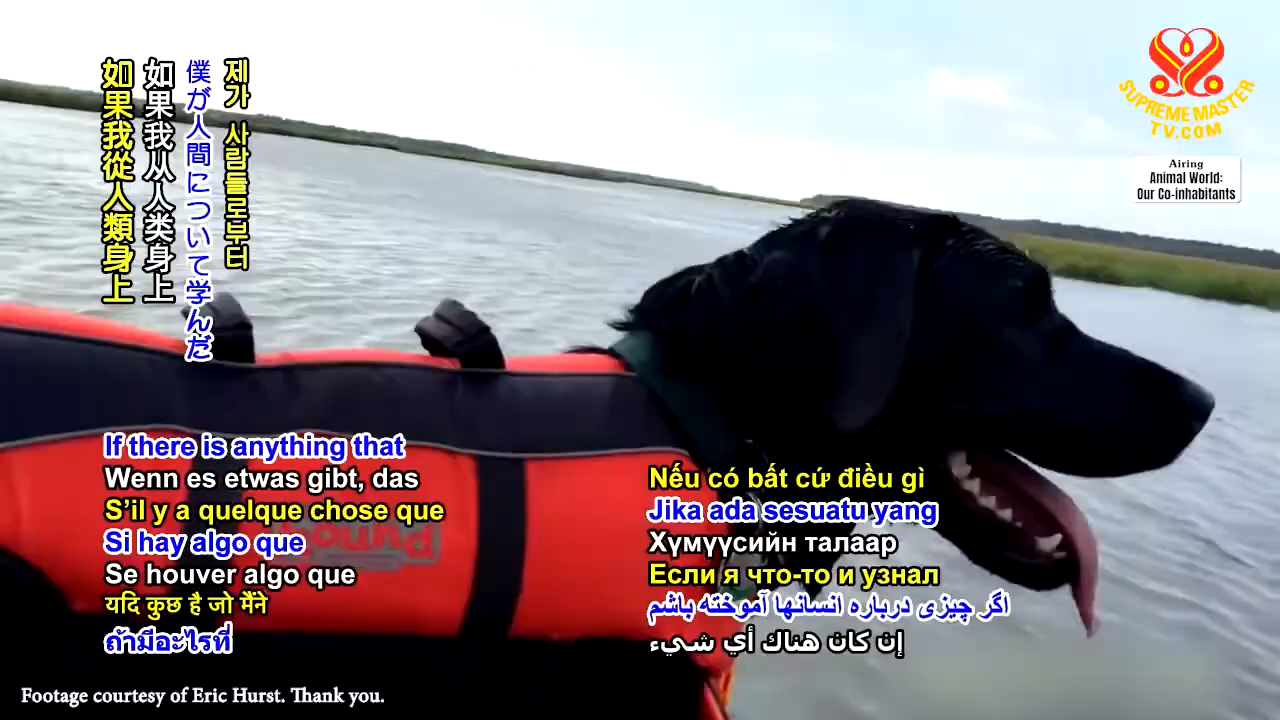 如果我從人類身上
如果我从人类身上
僕が人間について学んだ
제가 사람들로부터
SUPREME MASTER
TV.COM
Airing
Animal World:
Our Co-inhabitants
If there is anything that
Wenn es etwas gibt, das
S’il y a quelque chose que
Si hay algo que
Se houver algo que
यदि कुछ है जो मैंने
ถ้ามีอะไรที่
Nếu có bất cứ điều gì
Jika ada sesuatu yang
Хүмүүсийн талаар
Если я что-то и узнал
اگر چیزی درباره انسانها آموخته باشم
إن كان هناك أي شيء
Footage courtesy of Eric Hurst. Thank you.